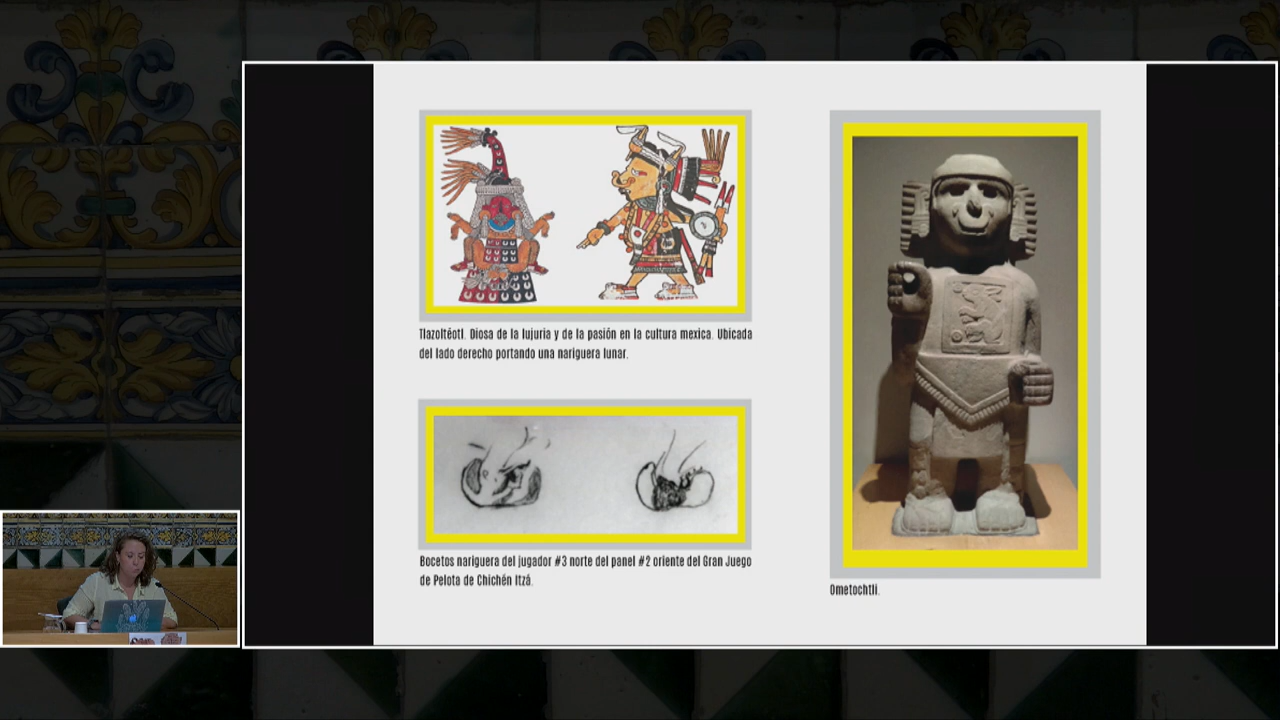 Tlazoltéotl. Diosa de la lujuria y de la pasión en la cultura mexica. Ubicada
del lado derecho portando una nariguera lunar.
Bocetos nariguera del jugador #3 norte del panel #2 oriente del Gran Juego
de Pelota de Chichén Itzá.
Ometochtli.